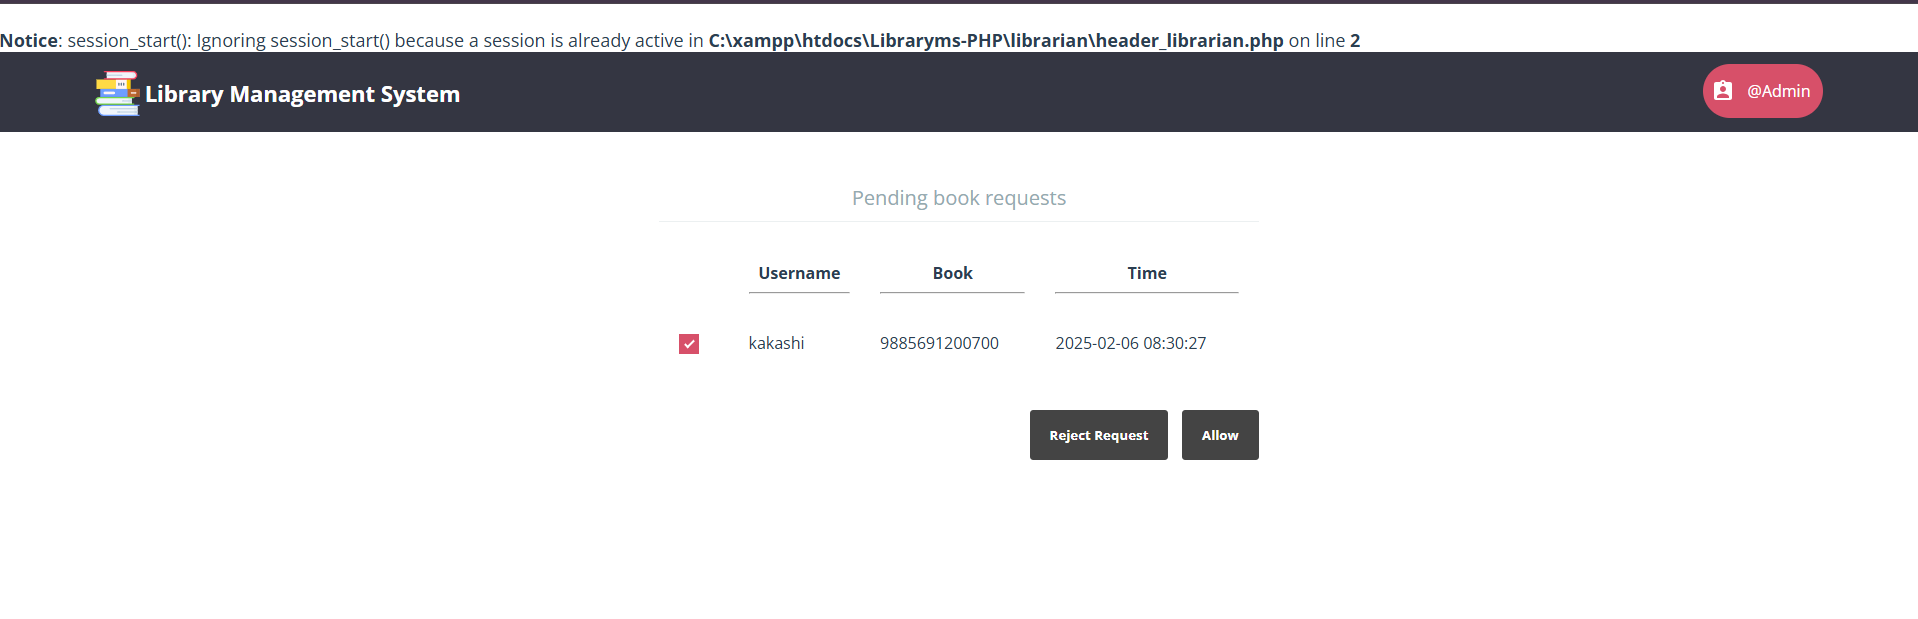 Notice: session_start(): Ignoring session_start() because a session is already active in C:\xampp\htdocs\Libraryms-PHP\librarian\header_librarian.php on line 2
Library Management System
@Admin
Pending book requests
Username Book Time
kakashi 9885691200700 2025-02-06 08:30:27
Reject Request Allow